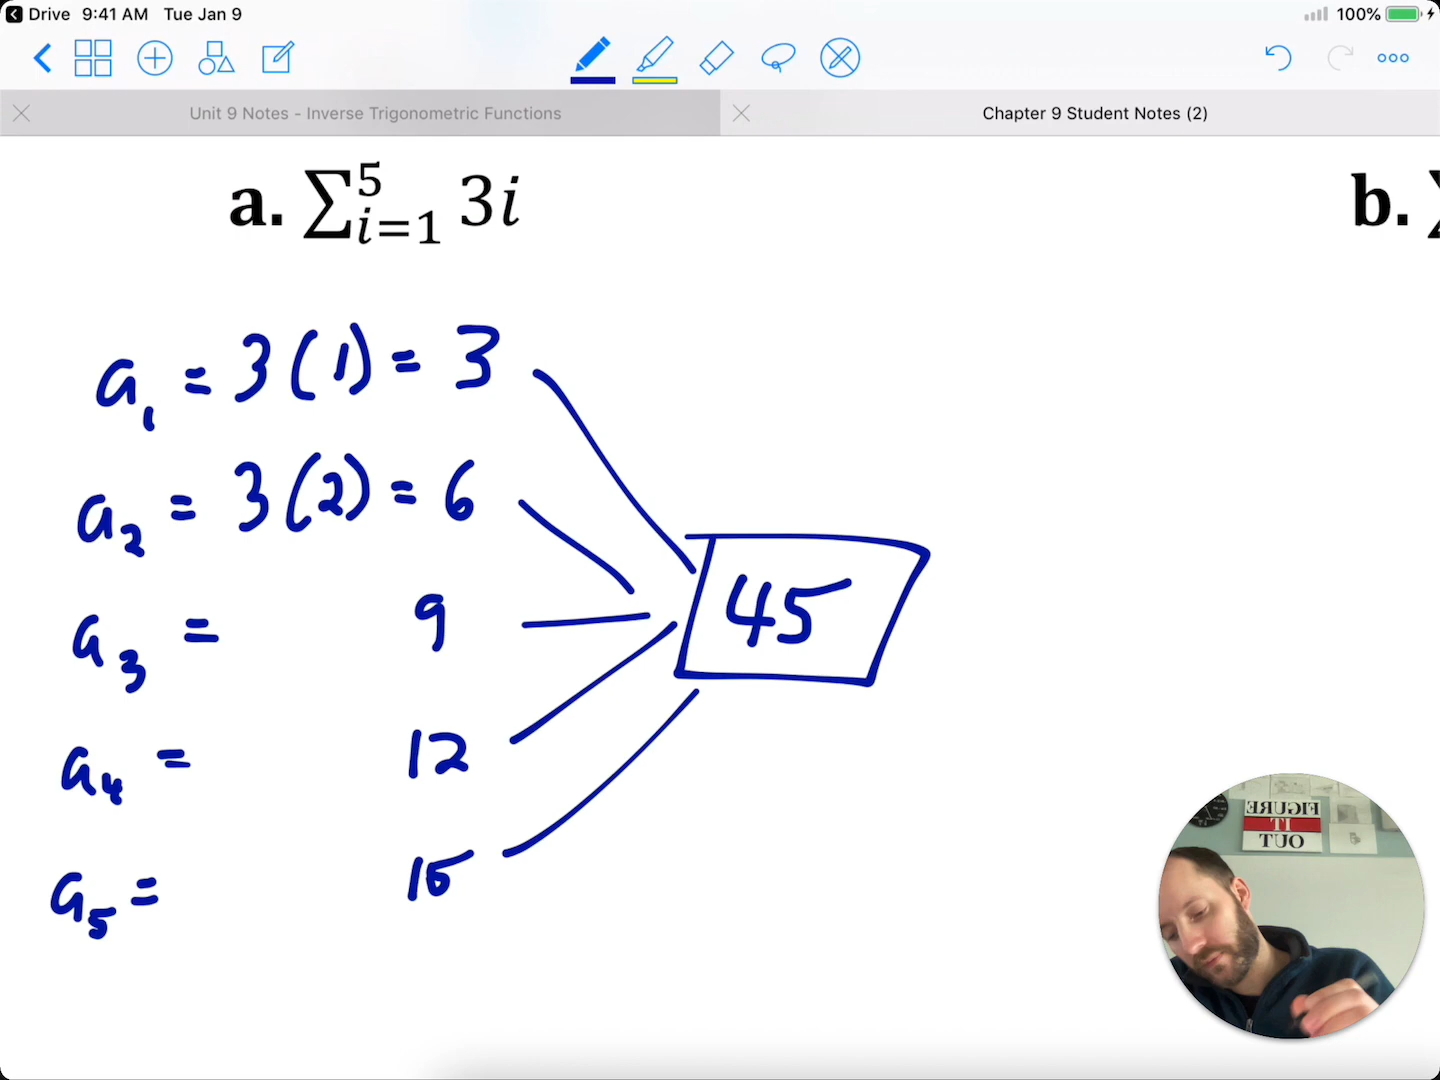 Drive 9:41 AM Tue Jan 9 100%
Unit 9 Notes - Inverse Trigonometric Functions
Chapter 9 Student Notes (2)
a. ∑_{i=1}^{5} 3i
b. ∑
a₁ = 3(1) = 3
a₂ = 3(2) = 6
a₃ = 9
45
a₄ = 12
a₅ = 15
FIGURE
IT
OUT